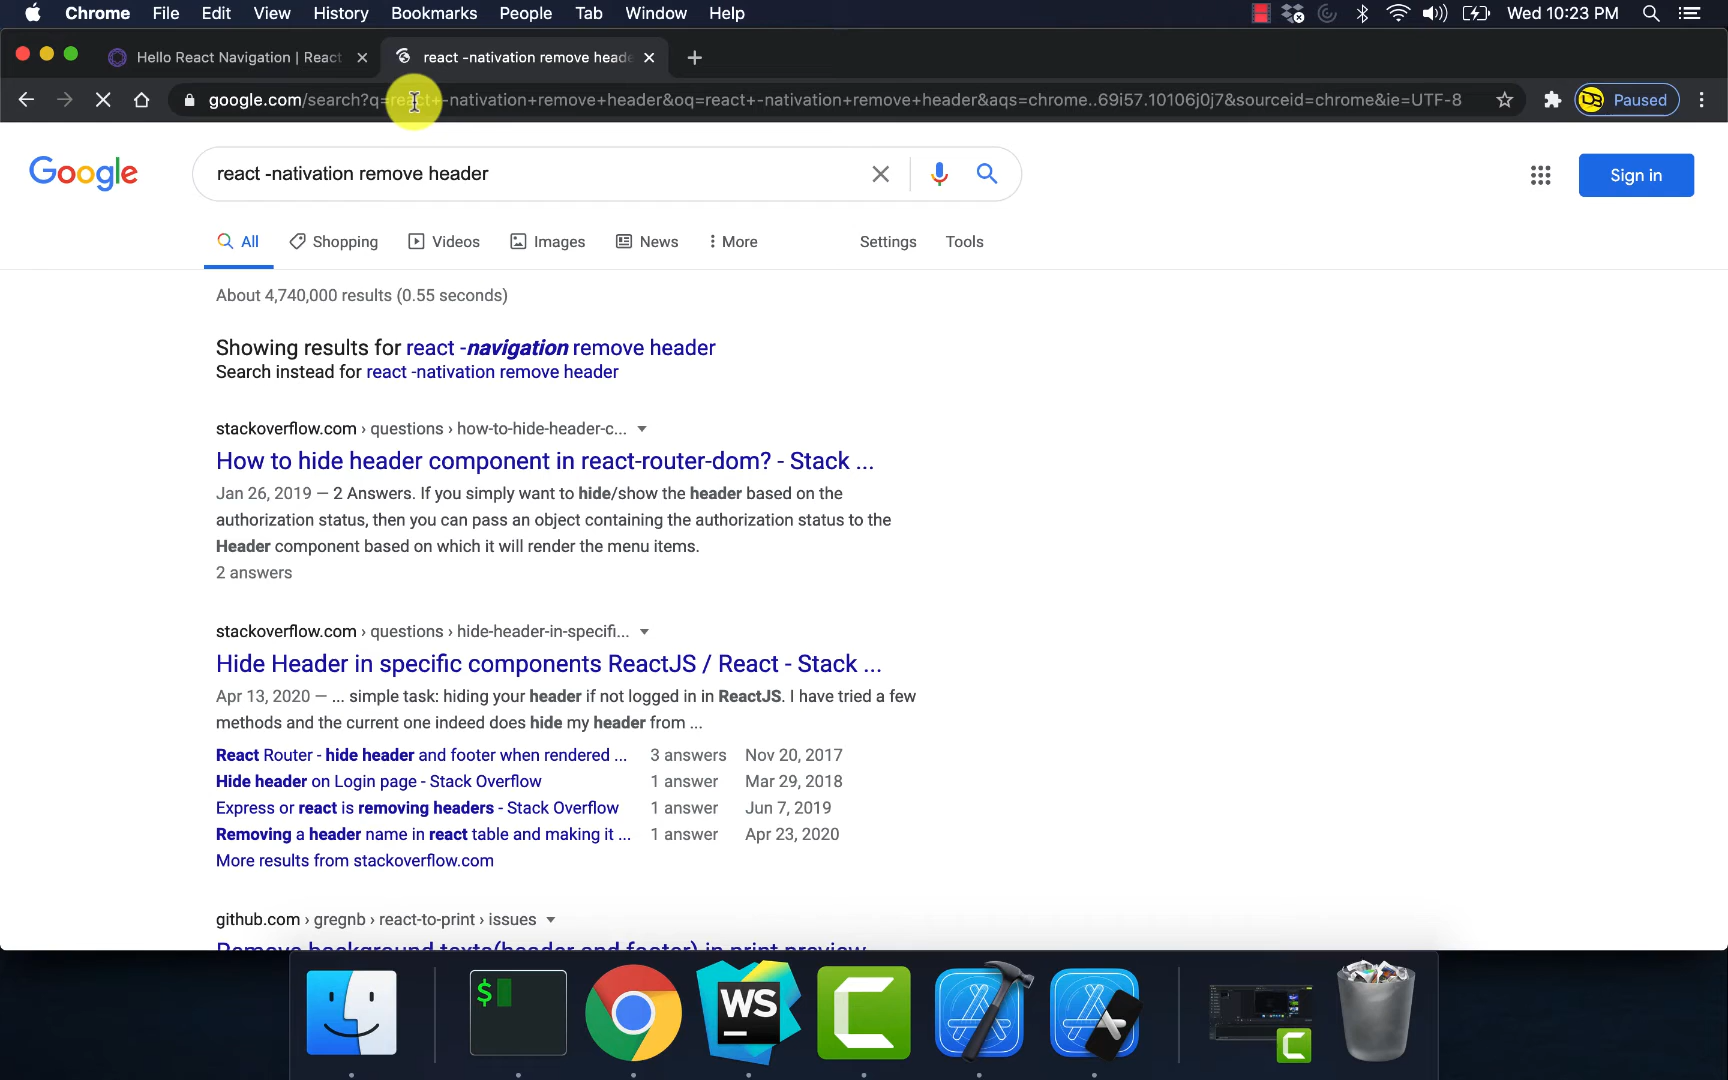 Chrome File Edit View History Bookmarks People Tab Window Help Wed 10:23 PM
Hello React Navigation | React react -nativation remove heade
google.com/search?q=react+-nativation+remove+header&oq=react+-nativation+remove+header&aqs=chrome..69i57.10106j0j7&sourceid=chrome&ie=UTF-8 Paused
Google react -nativation remove header Sign in
All Shopping Videos Images News More Settings Tools
About 4,740,000 results (0.55 seconds)
Showing results for react -navigation remove header
Search instead for react -nativation remove header
stackoverflow.com › questions › how-to-hide-header-c...
How to hide header component in react-router-dom? - Stack ...
Jan 26, 2019 — 2 Answers. If you simply want to hide/show the header based on the
authorization status, then you can pass an object containing the authorization status to the
Header component based on which it will render the menu items.
2 answers
stackoverflow.com › questions › hide-header-in-specifi...
Hide Header in specific components ReactJS / React - Stack ...
Apr 13, 2020 — ... simple task: hiding your header if not logged in in ReactJS. I have tried a few
methods and the current one indeed does hide my header from ...
React Router - hide header and footer when rendered ... 3 answers Nov 20, 2017
Hide header on Login page - Stack Overflow 1 answer Mar 29, 2018
Express or react is removing headers - Stack Overflow 1 answer Jun 7, 2019
Removing a header name in react table and making it ... 1 answer Apr 23, 2020
More results from stackoverflow.com
github.com › gregnb › react-to-print › issues
Remove background texts(header and footer) in print preview
$ WS